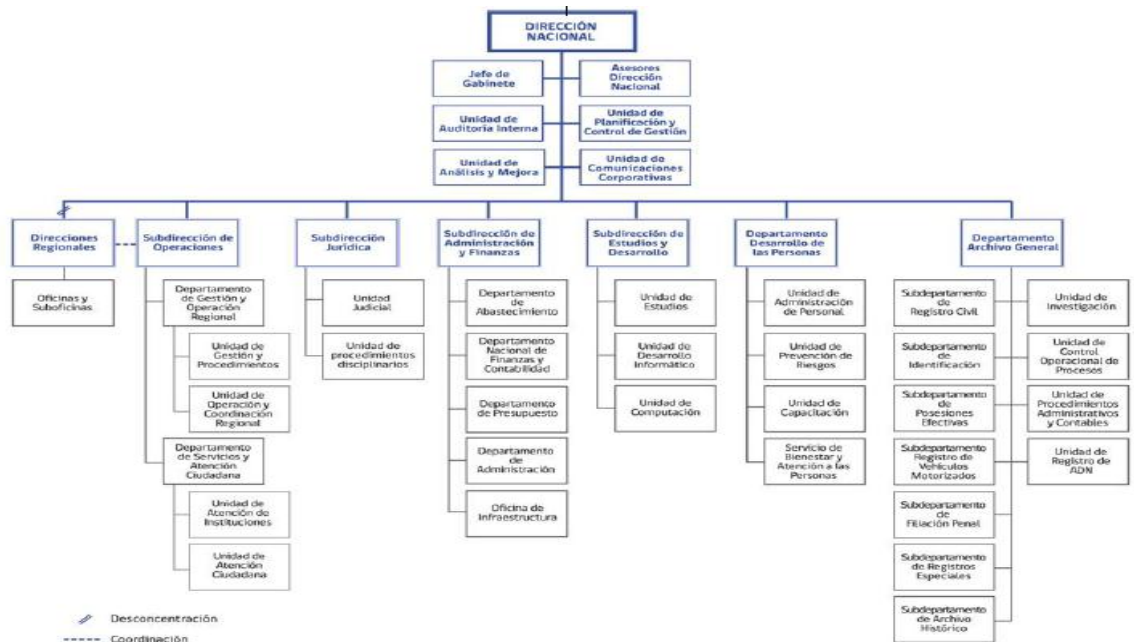 DIRECCIÓN
NACIONAL
Jefe de
Gabinete
Asesores
Dirección
Nacional
Unidad de
Auditoría Interna
Unidad de
Planificación y
Control de Gestión
Unidad de
Análisis y Mejora
Unidad de
Comunicaciones
Corporativas
Direcciones
Regionales
Subdirección de
Operaciones
Subdirección
Jurídica
Subdirección de
Administración
y Finanzas
Subdirección de
Estudios y
Desarrollo
Departamento
Desarrollo de
las Personas
Departamento
Archivo General
Oficinas y
Suboficinas
Departamento
de Gestión y
Operación
Regional
Unidad de
Gestión y
Procedimientos
Unidad de
Operación y
Coordinación
Regional
Departamento
de Servicios y
Atención
Ciudadana
Unidad de
Atención de
Instituciones
Unidad de
Atención
Ciudadana
Unidad
Judicial
Unidad de
procedimientos
disciplinarios
Departamento
de
Abastecimiento
Departamento
Nacional de
Finanzas y
Contabilidad
Departamento
de Presupuesto
Departamento
de
Administración
Oficina de
Infraestructura
Unidad de
Estudios
Unidad de
Desarrollo
Informático
Unidad de
Computación
Unidad de
Administración
de Personal
Unidad de
Prevención de
Riesgos
Unidad de
Capacitación
Servicio de
Bienestar y
Atención a las
Personas
Subdepartamento
de
Registro Civil
Subdepartamento
de
Identificación
Subdepartamento
de
Posesiones
Efectivas
Subdepartamento
Registro de
Vehículos
Motorizados
Subdepartamento
de
Filiación Penal
Subdepartamento
de Registros
Especiales
Subdepartamento
de Archivo
Histórico
Unidad de
Investigación
Unidad de
Control
Operacional de
Procesos
Unidad de
Procedimientos
Administrativos
y Contables
Unidad de
Registro de
ADN
Desconcentración
Coordinación